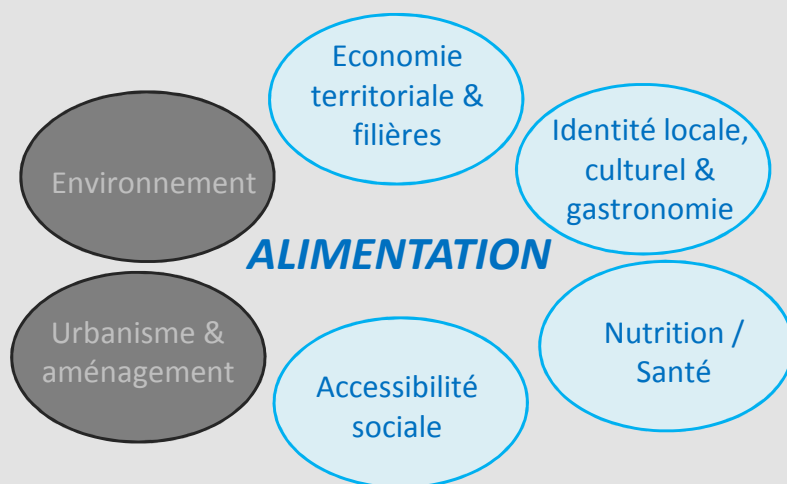 Economie
territoriale &
filières
Identité locale,
culturel &
gastronomie
Environnement
ALIMENTATION
Urbanisme &
aménagement
Nutrition /
Santé
Accessibilité
sociale